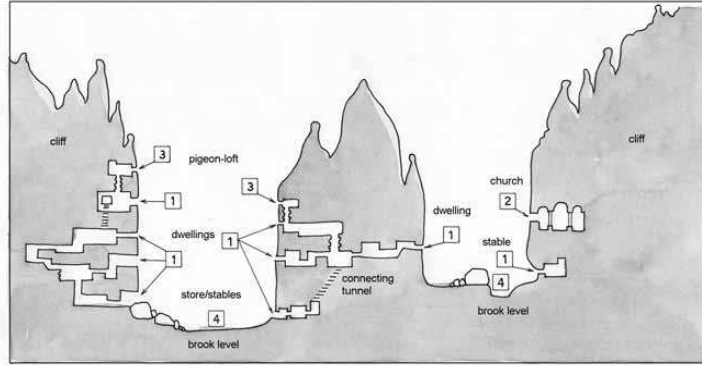 cliff
3
pigeon-loft
1
3
dwellings
1
1
store/stables
4
brook level
connecting
tunnel
dwelling
1
church
2
stable
1
4
brook level
cliff